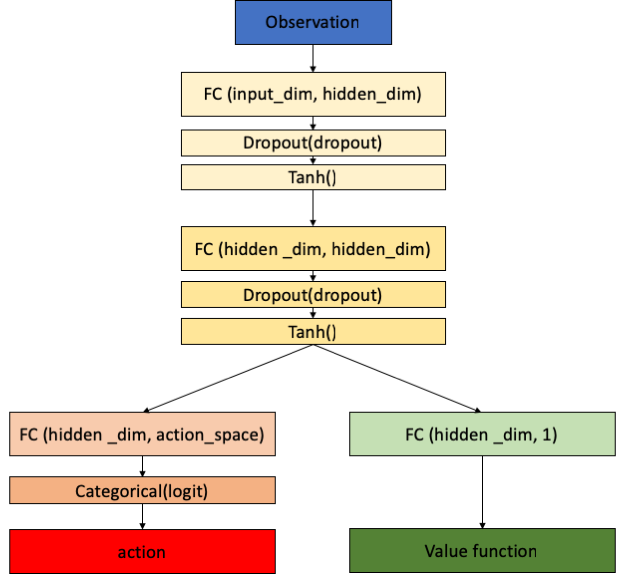 Observation
FC (input_dim, hidden_dim)
Dropout(dropout)
Tanh()
FC (hidden _dim, hidden_dim)
Dropout(dropout)
Tanh()
FC (hidden _dim, action_space)
FC (hidden _dim, 1)
Categorical(logit)
action
Value function